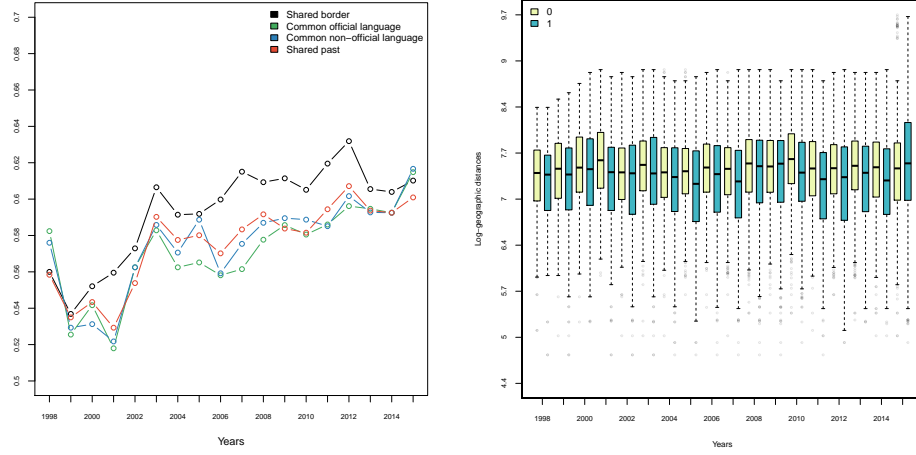 Shared border
Common official language
Common non−official language
Shared past
0.7
0.68
0.66
0.64
0.62
0.6
0.58
0.56
0.54
0.52
0.5
1998 2000 2002 2004 2006 2008 2010 2012 2014
Years
0
1
Log−geographic distances
9.7
9
8.4
7.7
7
6.4
5.7
5
4.4
1998 2000 2002 2004 2006 2008 2010 2012 2014
Years